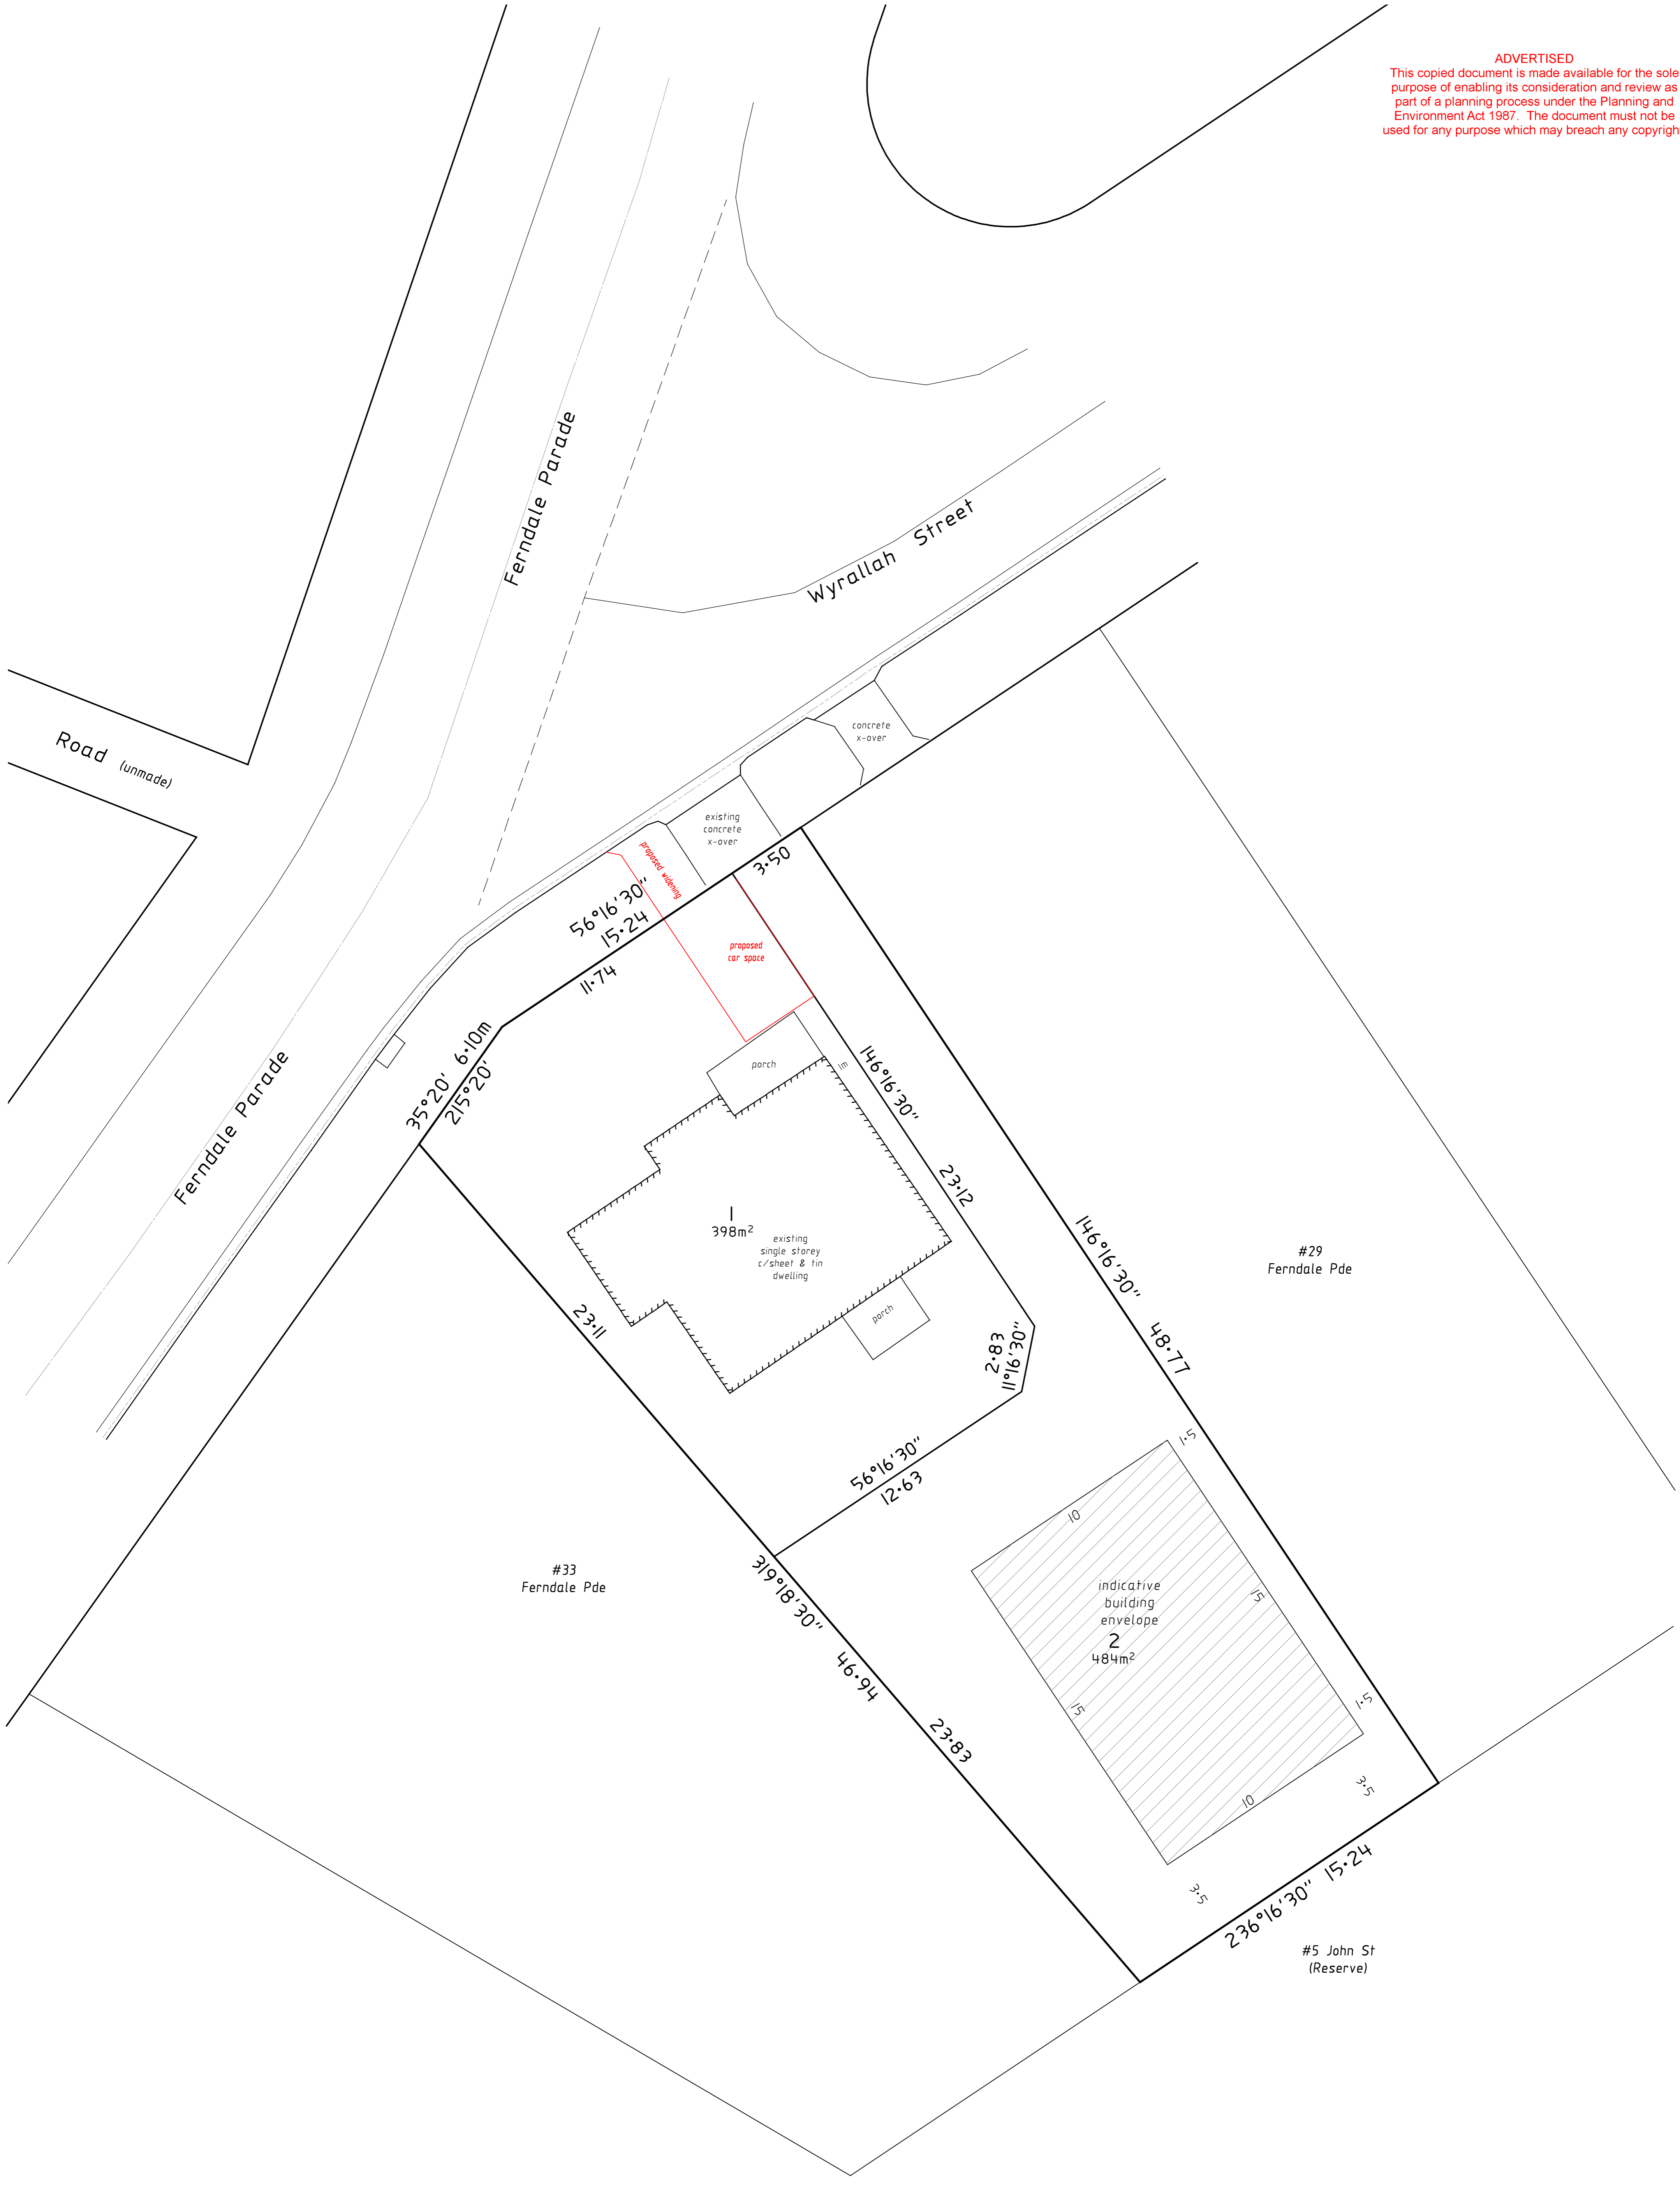 ADVERTISED
This copied document is made available for the sole
purpose of enabling its consideration and review as
part of a planning process under the Planning and
Environment Act 1987. The document must not be
used for any purpose which may breach any copyrigh
Ferndale Parade
Wyrallah Street
Road (unmade)
concrete
x-over
existing
concrete
x-over
proposed widening
3·50
56°16'30"
15·24
11·74
proposed
car space
35°20' 6·10m
215°20'
Ferndale Parade
porch
1m
146°16'30"
23·12
1
398m²
existing
single storey
c/sheet & tin
dwelling
porch
146°16'30"
48·77
#29
Ferndale Pde
23·11
2·83
11°16'30"
56°16'30"
12·63
1·5
10
#33
Ferndale Pde
319°18'30"
46·94
23·83
indicative
building
envelope
2
484m²
15
15
1·5
10
3·5
3·5
236°16'30" 15·24
#5 John St
(Reserve)